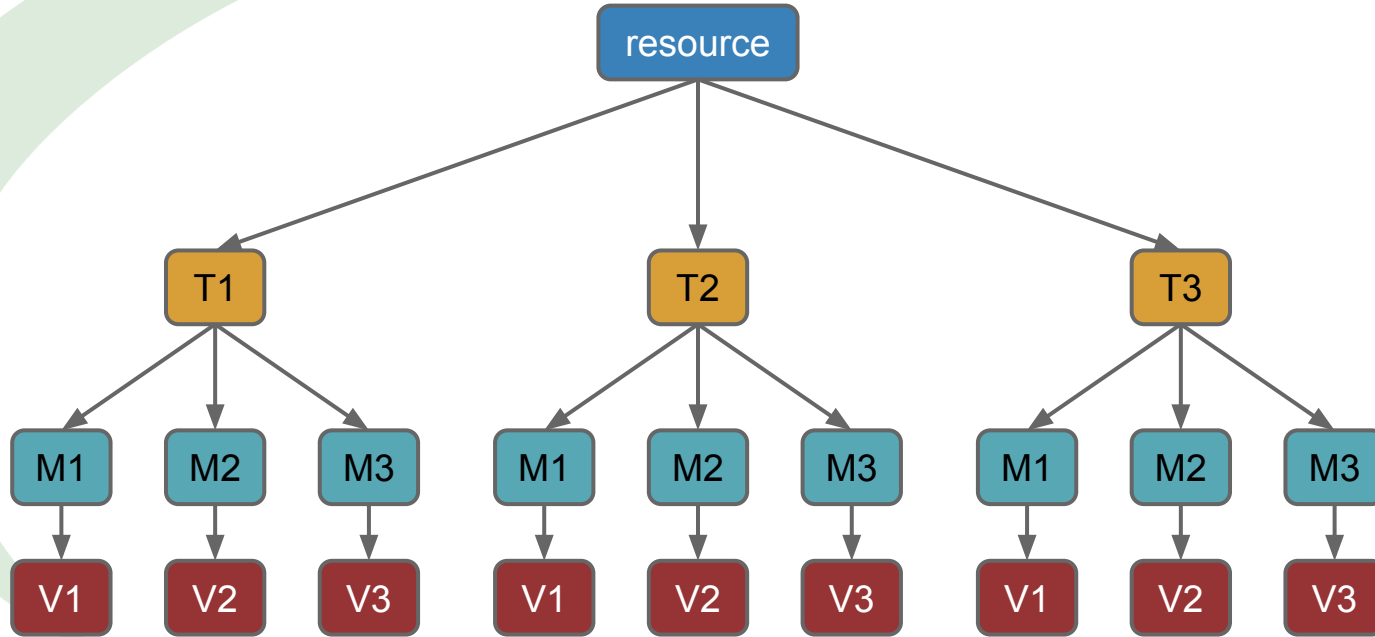 resource
T1 T2 T3
M1 M2 M3 M1 M2 M3 M1 M2 M3
V1 V2 V3 V1 V2 V3 V1 V2 V3